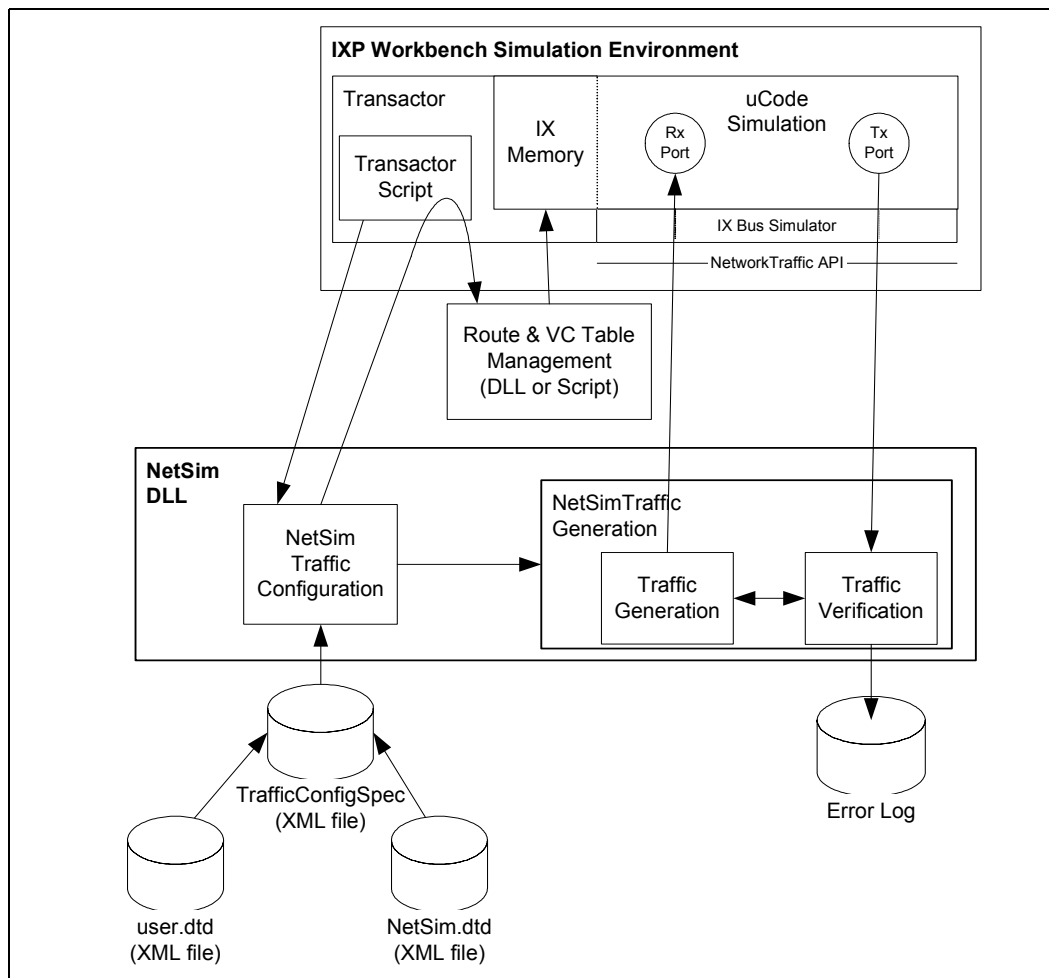 IXP Workbench Simulation Environment
Transactor
uCode
Simulation
IX
Memory
Rx
Port
Tx
Port
Transactor
Script
IX Bus Simulator
NetworkTraffic API
Route & VC Table
Management
(DLL or Script)
NetSim
DLL
NetSimTraffic
Generation
NetSim
Traffic
Configuration
Traffic
Generation
Traffic
Verification
TrafficConfigSpec
(XML file)
Error Log
user.dtd
(XML file)
NetSim.dtd
(XML file)